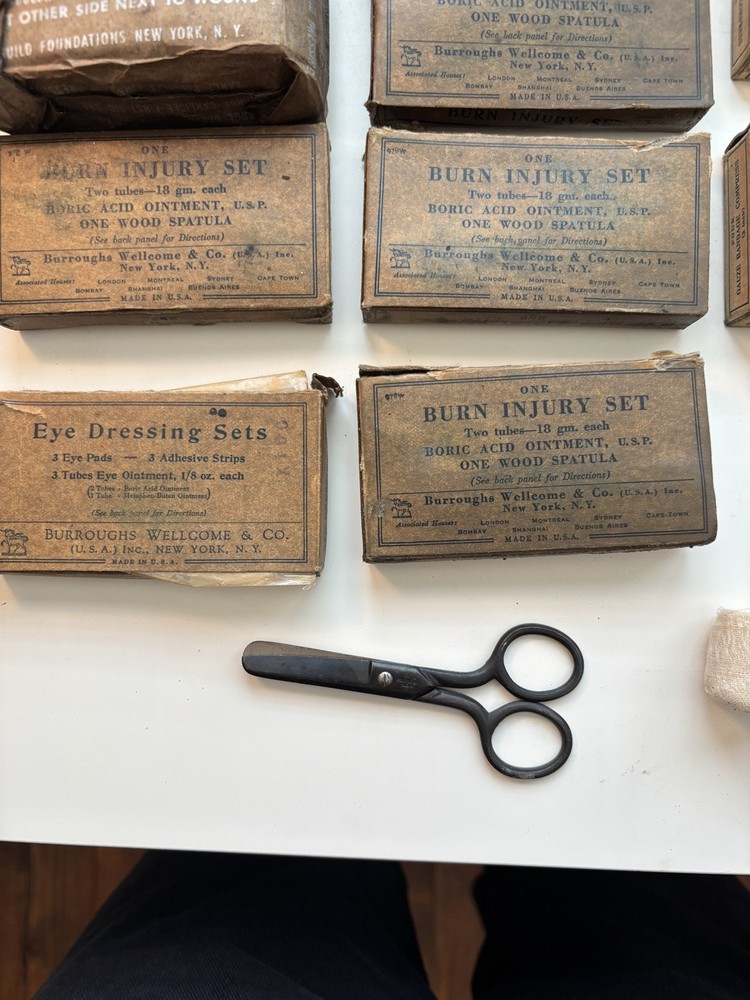 OTHER SIDE NEXT TO WOUND
UILD FOUNDATIONS NEW YORK, N. Y.
BORIC ACID OINTMENT, U.S.P.
ONE WOOD SPATULA
(See back panel for Directions)
Burroughs Wellcome & Co. (U.S.A.) Inc.
New York, N.Y.
Associated Houses:
LONDON MONTREAL SYDNEY CAPE TOWN
BOMBAY SHANGHAI BUENOS AIRES
MADE IN U.S.A.
ONE
BURN INJURY SET
Two tubes—18 gm. each
BORIC ACID OINTMENT, U.S.P.
ONE WOOD SPATULA
(See back panel for Directions)
Burroughs Wellcome & Co. (U.S.A.) Inc.
New York, N.Y.
Associated Houses:
LONDON MONTREAL SYDNEY CAPE TOWN
BOMBAY SHANGHAI BUENOS AIRES
MADE IN U.S.A.
BURN INJURY SET
ONE
BURN INJURY SET
Two tubes—18 gm. each
BORIC ACID OINTMENT, U.S.P.
ONE WOOD SPATULA
(See back panel for Directions)
Burroughs Wellcome & Co. (U.S.A.) Inc.
New York, N.Y.
Associated Houses:
LONDON MONTREAL SYDNEY CAPE TOWN
BOMBAY SHANGHAI BUENOS AIRES
MADE IN U.S.A.
GAUZE BANDAGE COMPRESS
Eye Dressing Sets
3 Eye Pads — 3 Adhesive Strips
3 Tubes Eye Ointment, 1/8 oz. each
(See back panel for Directions)
BURROUGHS WELLCOME & CO.
(U.S.A.) INC., NEW YORK, N.Y.
MADE IN U.S.A.
ONE
BURN INJURY SET
Two tubes—18 gm. each
BORIC ACID OINTMENT, U.S.P.
ONE WOOD SPATULA
(See back panel for Directions)
Burroughs Wellcome & Co. (U.S.A.) Inc.
New York, N.Y.
Associated Houses:
LONDON MONTREAL SYDNEY CAPE-TOWN
BOMBAY SHANGHAI BUENOS AIRES
MADE IN U.S.A.